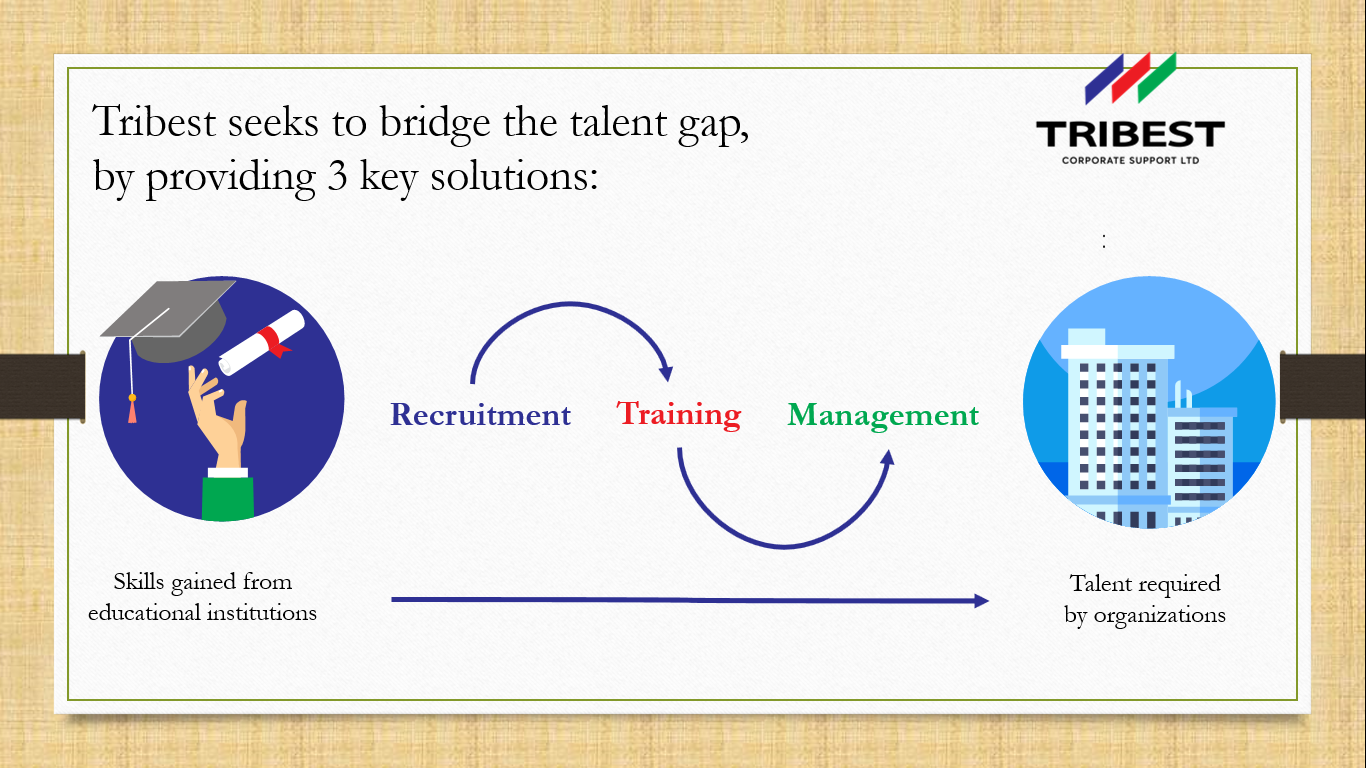 Tribest seeks to bridge the talent gap,
by providing 3 key solutions:
TRIBEST
CORPORATE SUPPORT LTD
:
Recruitment
Training
Management
Skills gained from
educational institutions
Talent required
by organizations